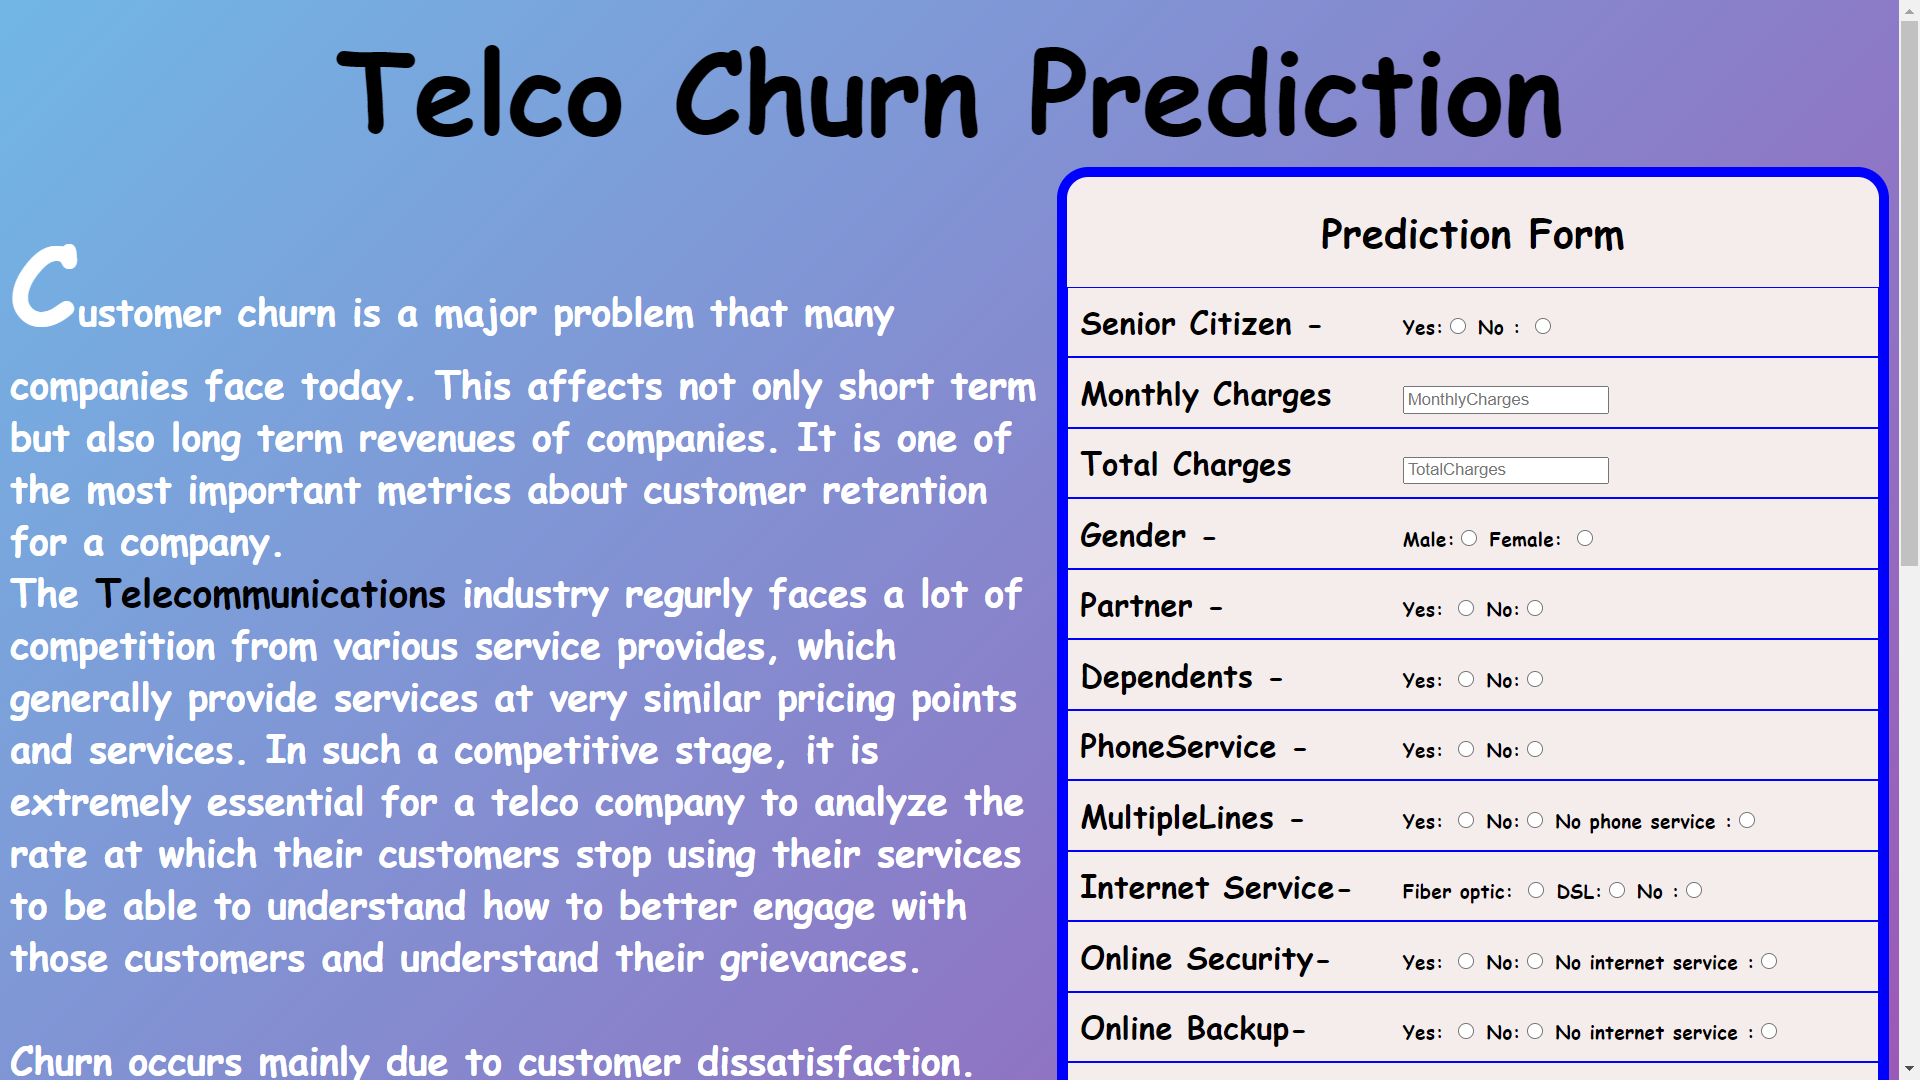 Telco Churn Prediction
Customer churn is a major problem that many
companies face today. This affects not only short term
but also long term revenues of companies. It is one of
the most important metrics about customer retention
for a company.
The Telecommunications industry regurly faces a lot of
competition from various service provides, which
generally provide services at very similar pricing points
and services. In such a competitive stage, it is
extremely essential for a telco company to analyze the
rate at which their customers stop using their services
to be able to understand how to better engage with
those customers and understand their grievances.
Churn occurs mainly due to customer dissatisfaction.
Prediction Form
Senior Citizen - Yes: No :
Monthly Charges MonthlyCharges
Total Charges TotalCharges
Gender - Male: Female:
Partner - Yes: No:
Dependents - Yes: No:
PhoneService - Yes: No:
MultipleLines - Yes: No: No phone service :
Internet Service- Fiber optic: DSL: No :
Online Security- Yes: No: No internet service :
Online Backup- Yes: No: No internet service :